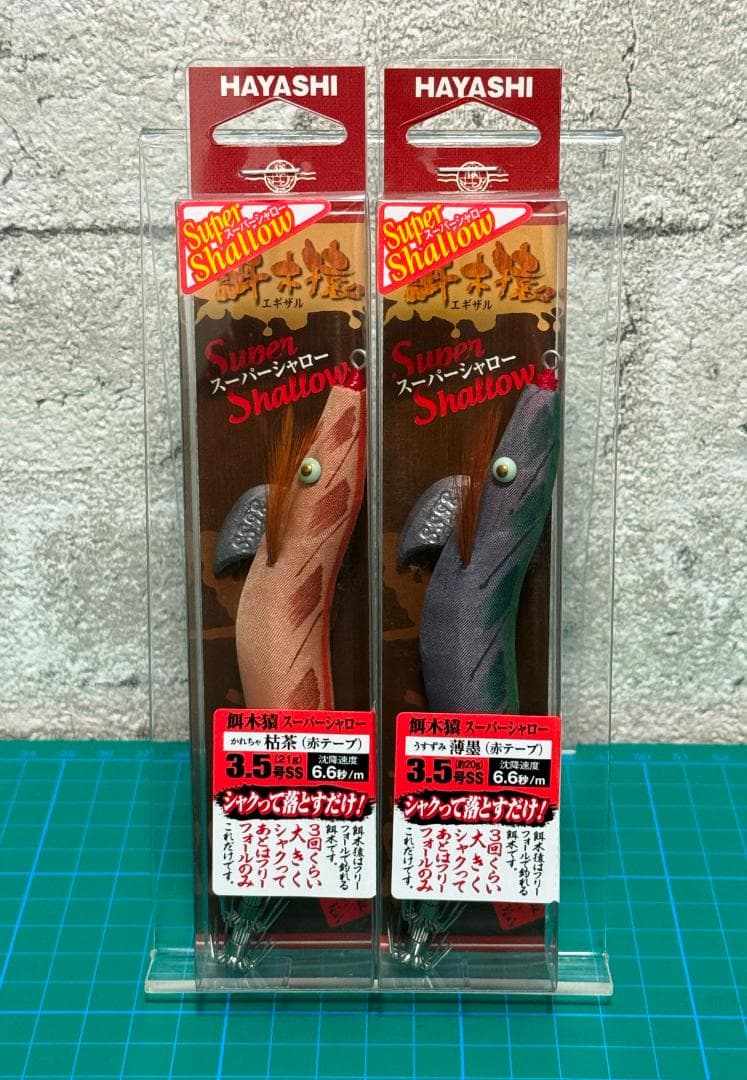 HAYASHI
Super
スーパーシャロー
Shallow
餌木猿
エギザル
Super
スーパーシャロー
Shallow
餌木猿 スーパーシャロー
かれちゃ 枯茶 (赤テープ)
3.5号SS (21g) 沈降速度 6.6秒/m
シャクって落とすだけ!
餌木猿はフリー
フォールで釣れる
餌木です。
3回くらい
大きく
シャクって
あとはフリー
フォールのみ
これだけです。
HAYASHI
Super
スーパーシャロー
Shallow
餌木猿
エギザル
Super
スーパーシャロー
Shallow
餌木猿 スーパーシャロー
うすずみ 薄墨 (赤テープ)
3.5号SS (約20g) 沈降速度 6.6秒/m
シャクって落とすだけ!
餌木猿はフリー
フォールで釣れる
餌木です。
3回くらい
大きく
シャクって
あとはフリー
フォールのみ
これだけです。